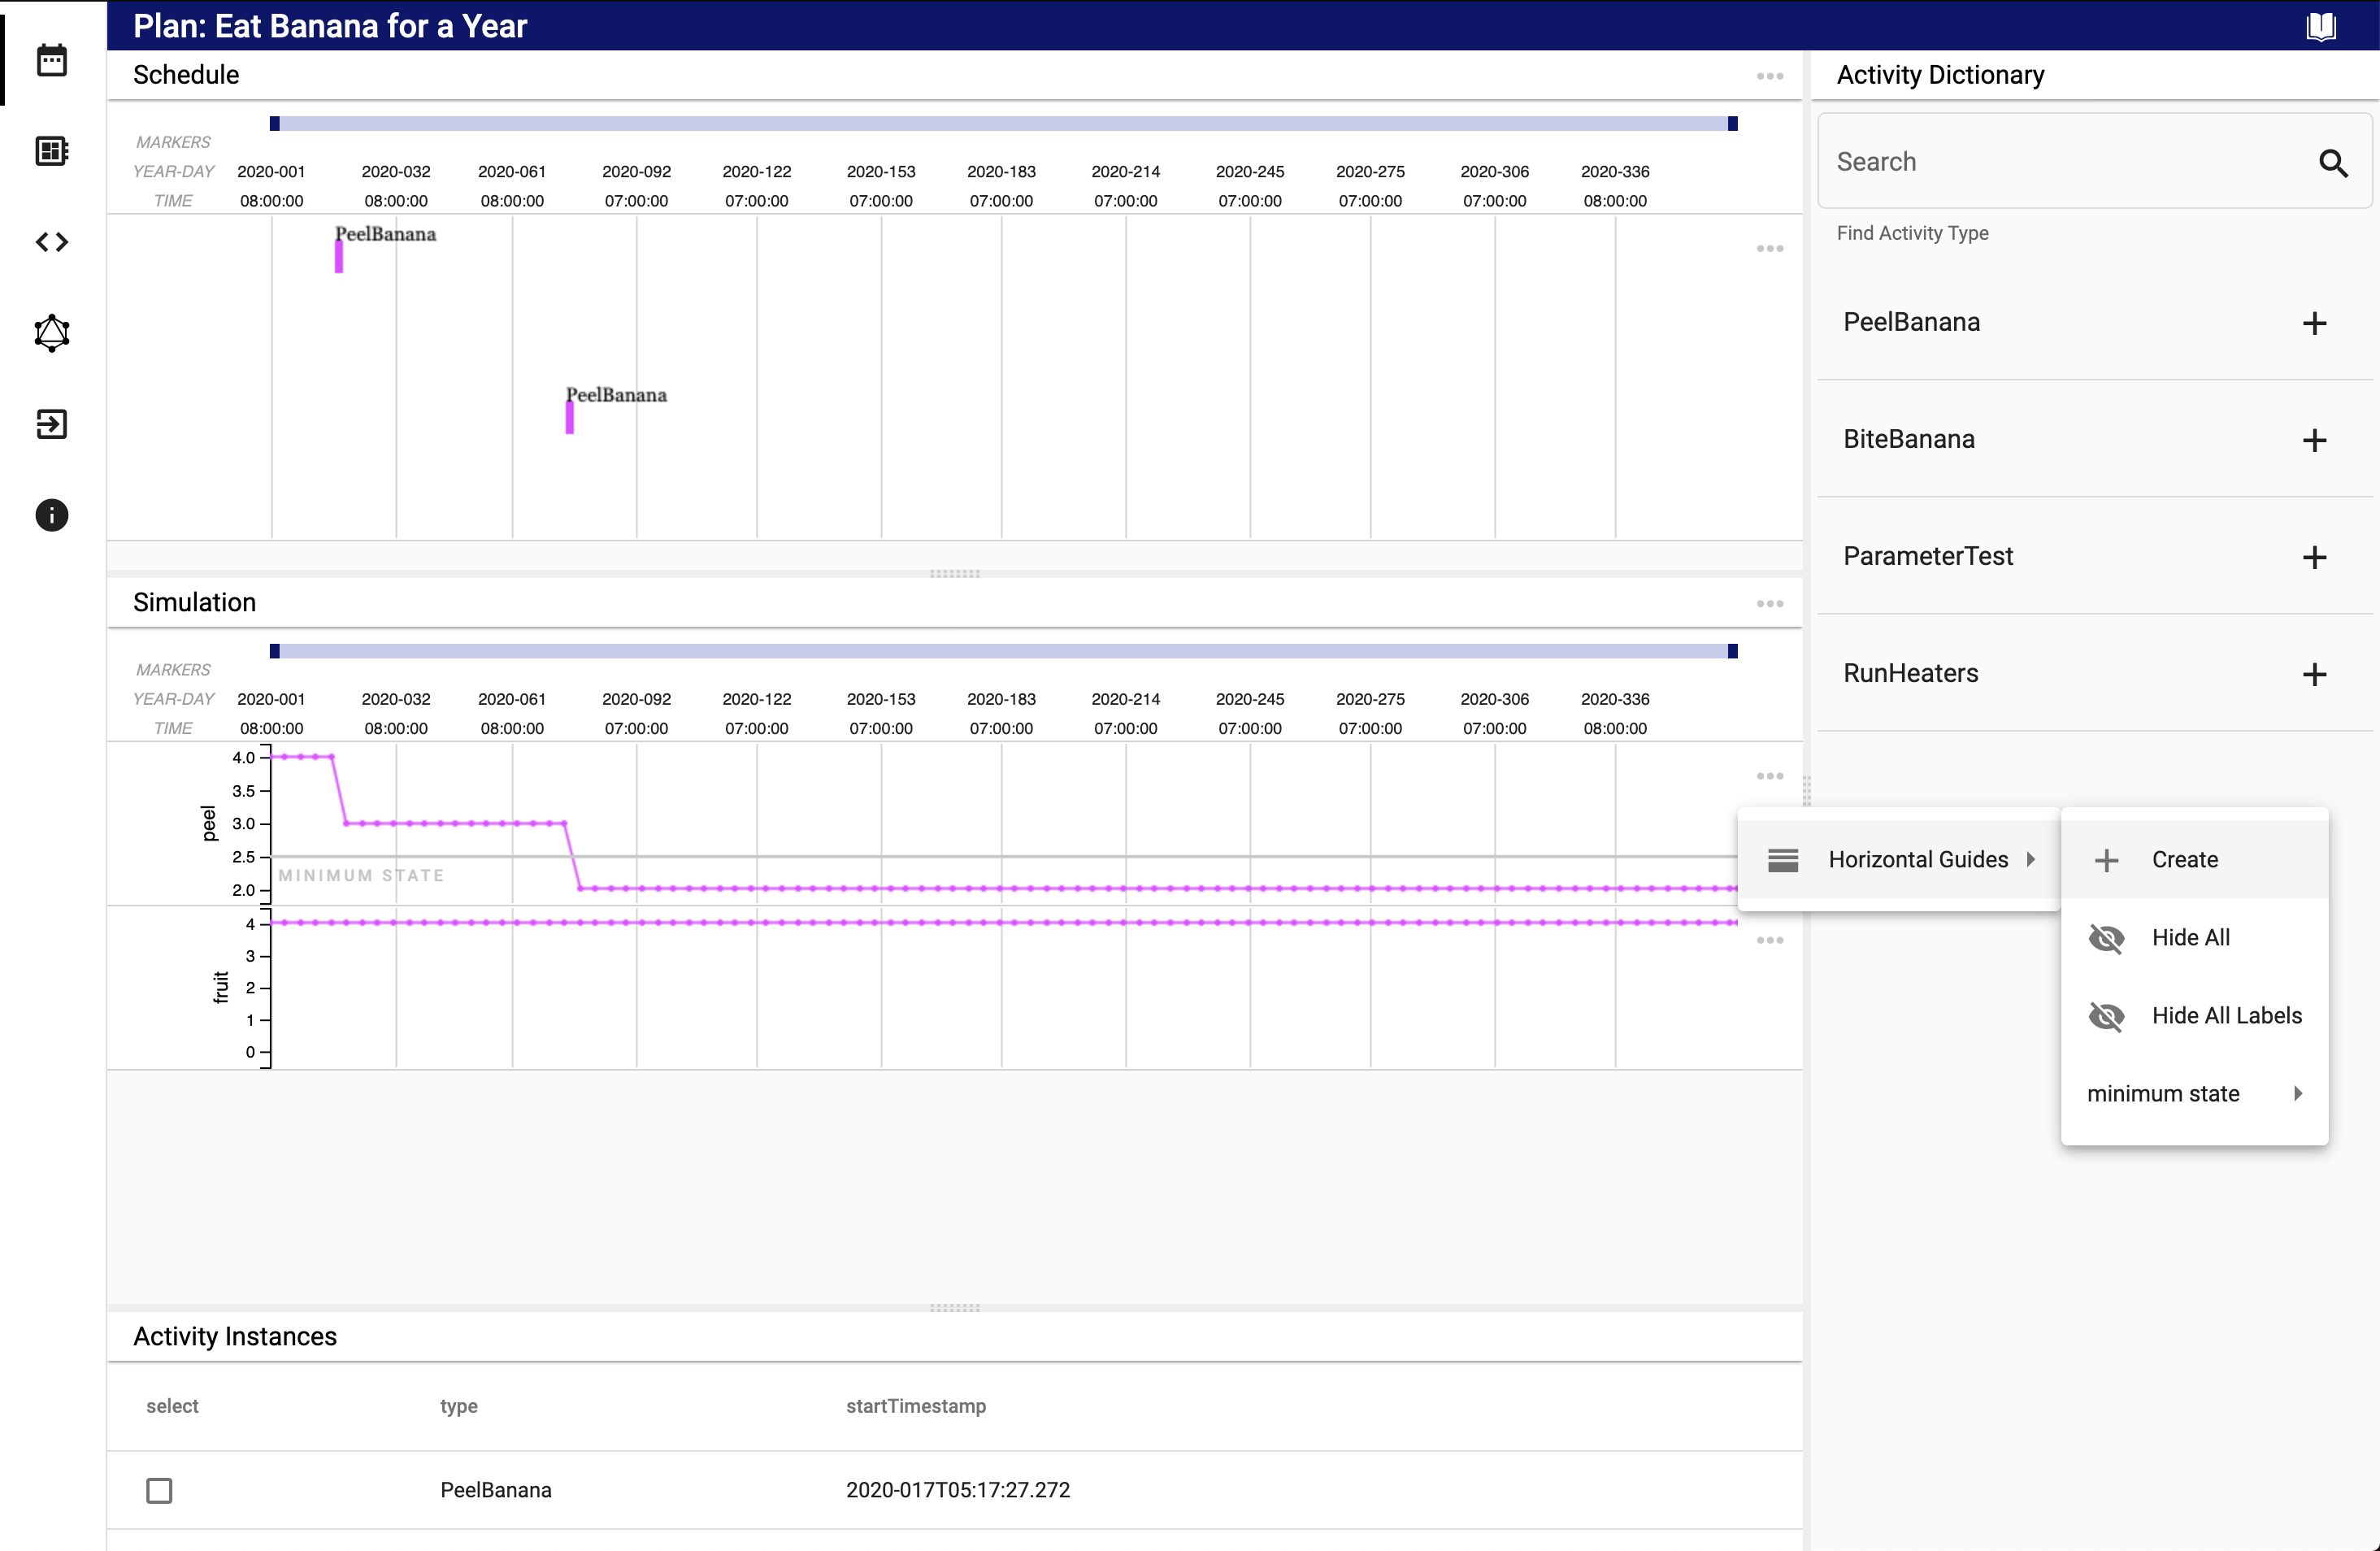 Plan: Eat Banana for a Year
Schedule
MARKERS
YEAR-DAY 2020-001 2020-032 2020-061 2020-092 2020-122 2020-153 2020-183 2020-214 2020-245 2020-275 2020-306 2020-336
TIME 08:00:00 08:00:00 08:00:00 07:00:00 07:00:00 07:00:00 07:00:00 07:00:00 07:00:00 07:00:00 07:00:00 08:00:00
PeelBanana
PeelBanana
Simulation
MARKERS
YEAR-DAY 2020-001 2020-032 2020-061 2020-092 2020-122 2020-153 2020-183 2020-214 2020-245 2020-275 2020-306 2020-336
TIME 08:00:00 08:00:00 08:00:00 07:00:00 07:00:00 07:00:00 07:00:00 07:00:00 07:00:00 07:00:00 07:00:00 08:00:00
peel
4.0
3.5
3.0
2.5
MINIMUM STATE
2.0
fruit
4
3
2
1
0
Activity Instances
select type startTimestamp
PeelBanana 2020-017T05:17:27.272
Activity Dictionary
Search
Find Activity Type
PeelBanana
BiteBanana
ParameterTest
RunHeaters
Horizontal Guides
Create
Hide All
Hide All Labels
minimum state